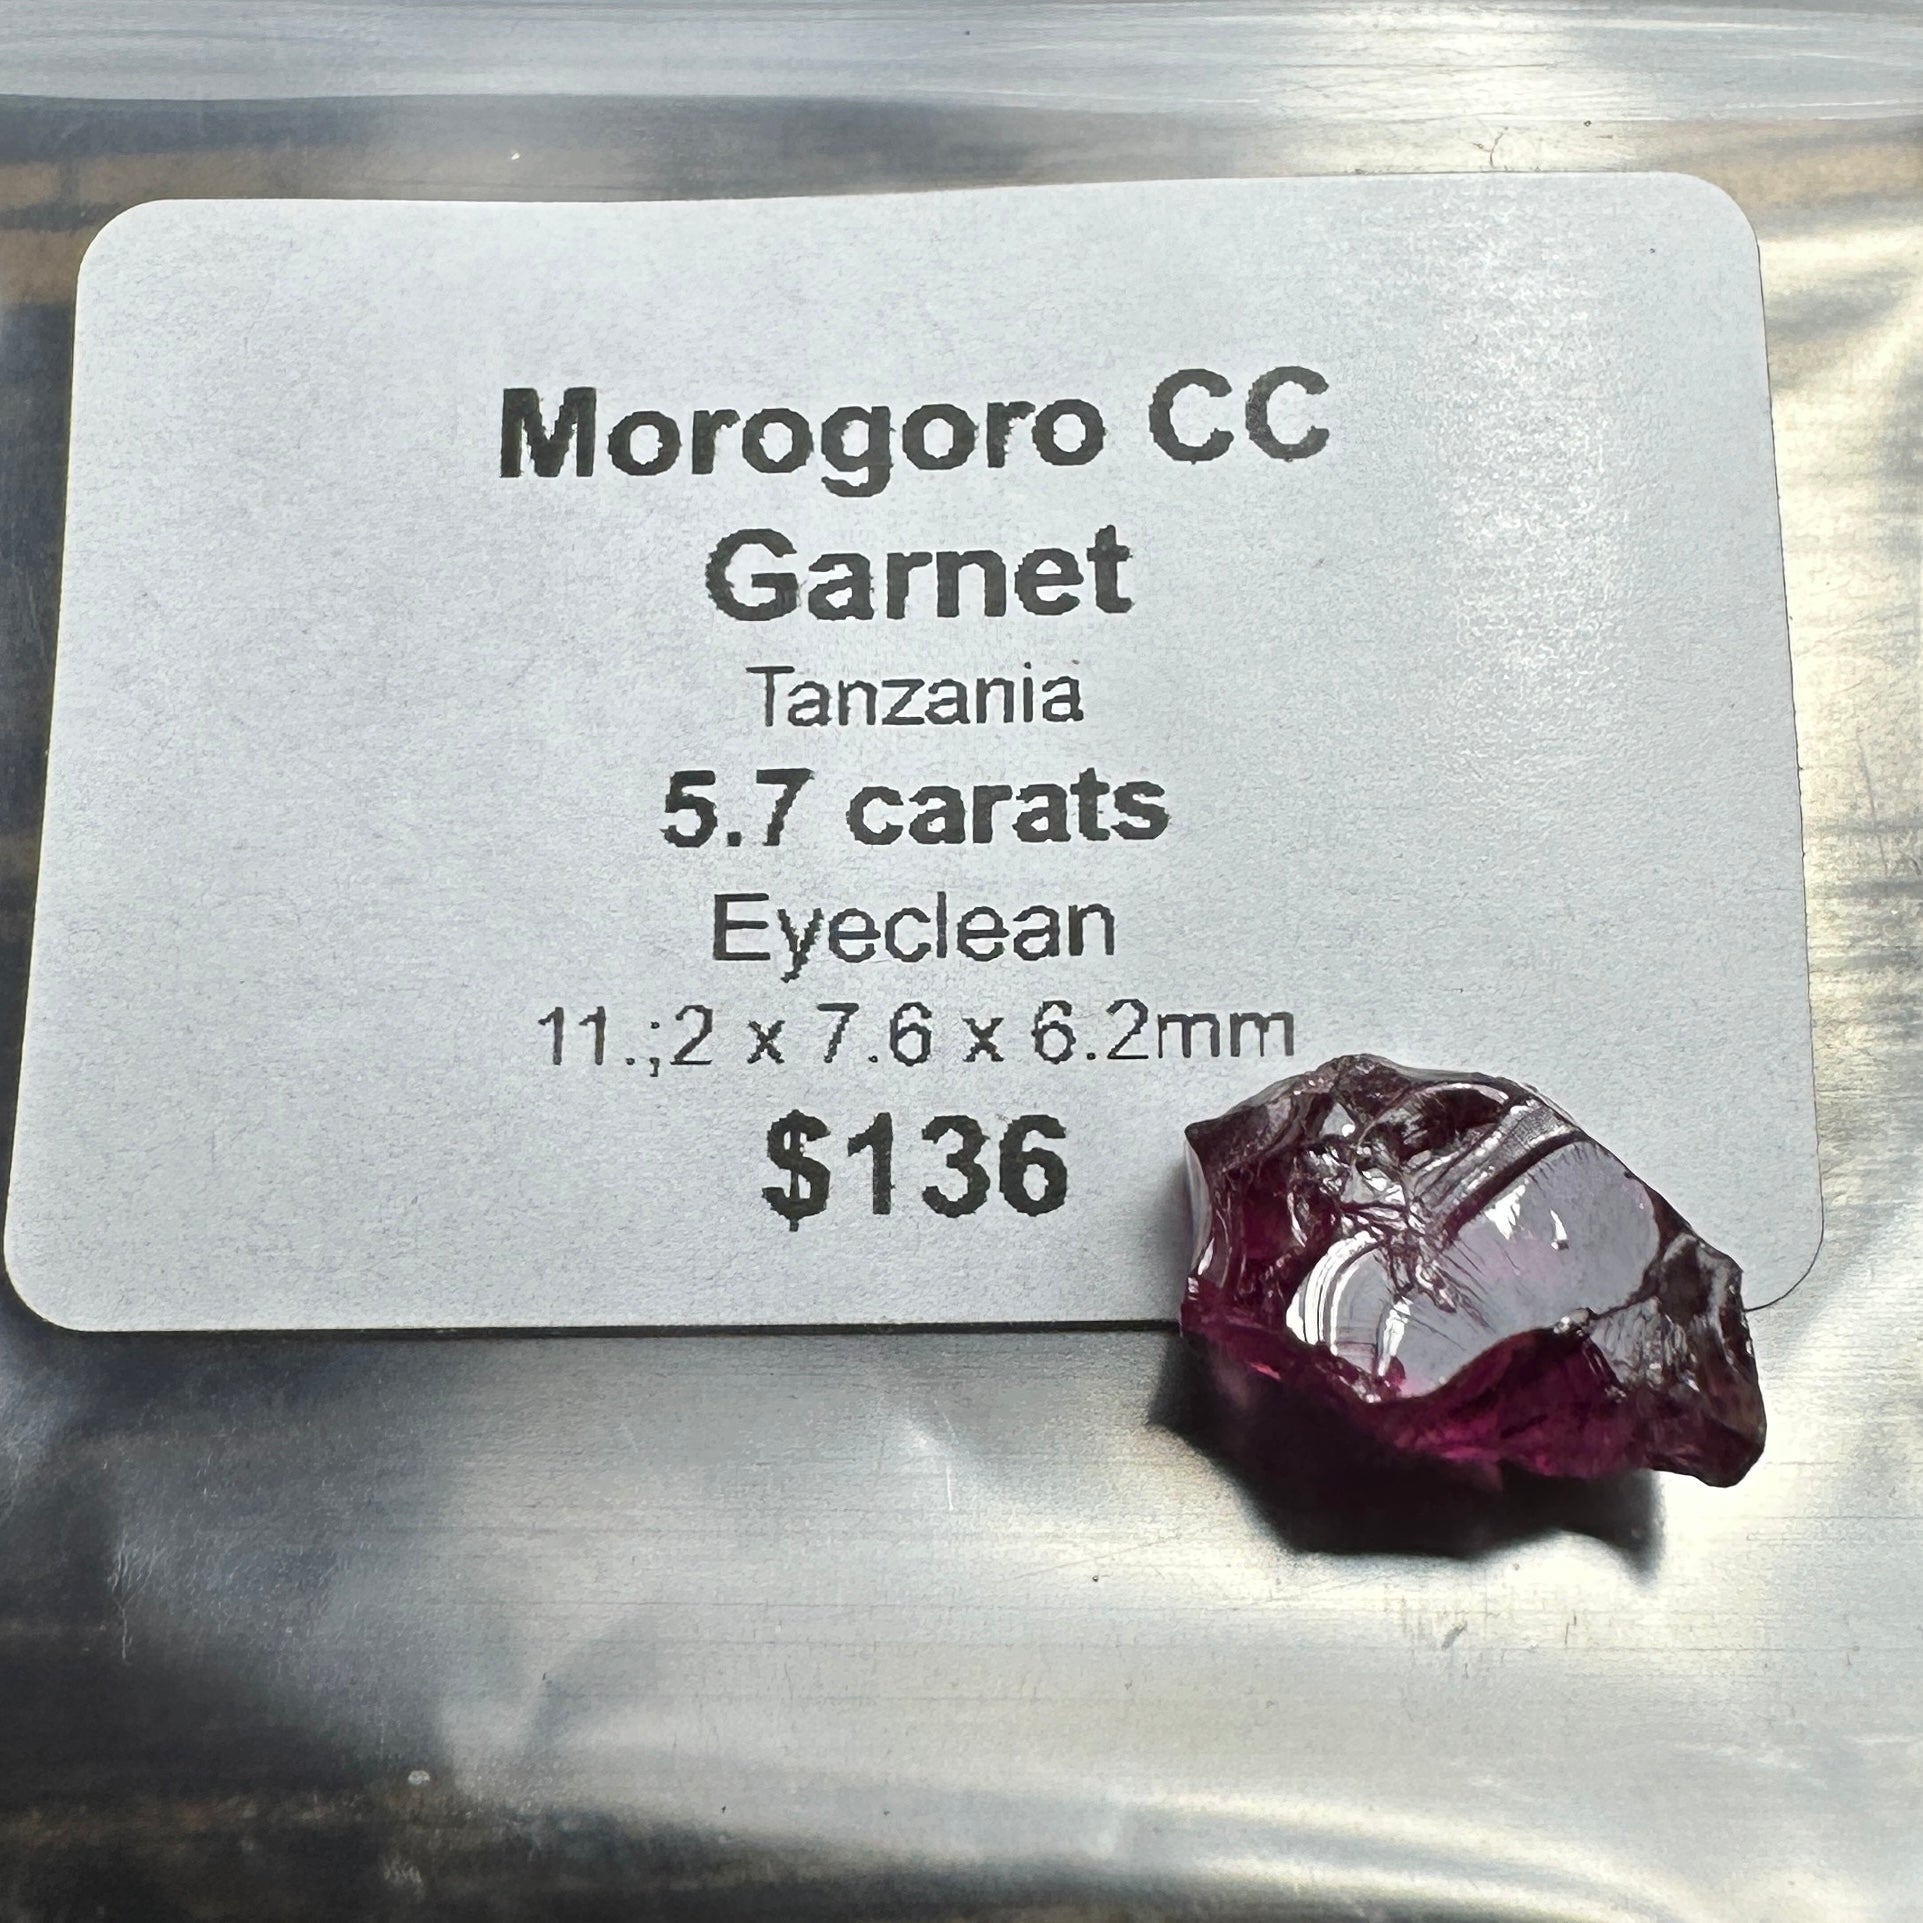 Morogoro CC
Garnet
Tanzania
5.7 carats
Eyeclean
11.;2 x 7.6 x 6.2mm
$136